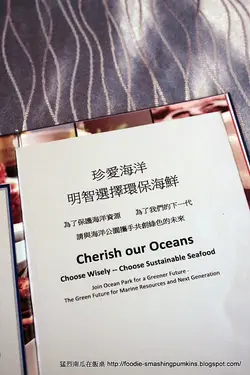 珍愛海洋
明智選擇環保海鮮
為了保護海洋資源 為了我們的下一代
請與海洋公園攜手共創綠色的未來
Cherish our Oceans
Choose Wisely -- Choose Sustainable Seafood
Join Ocean Park for a Greener Future -
The Green Future for Marine Resources and Next Generation
猛烈南瓜在飯桌 http://foodie-smashingpumkins.blogspot.com/